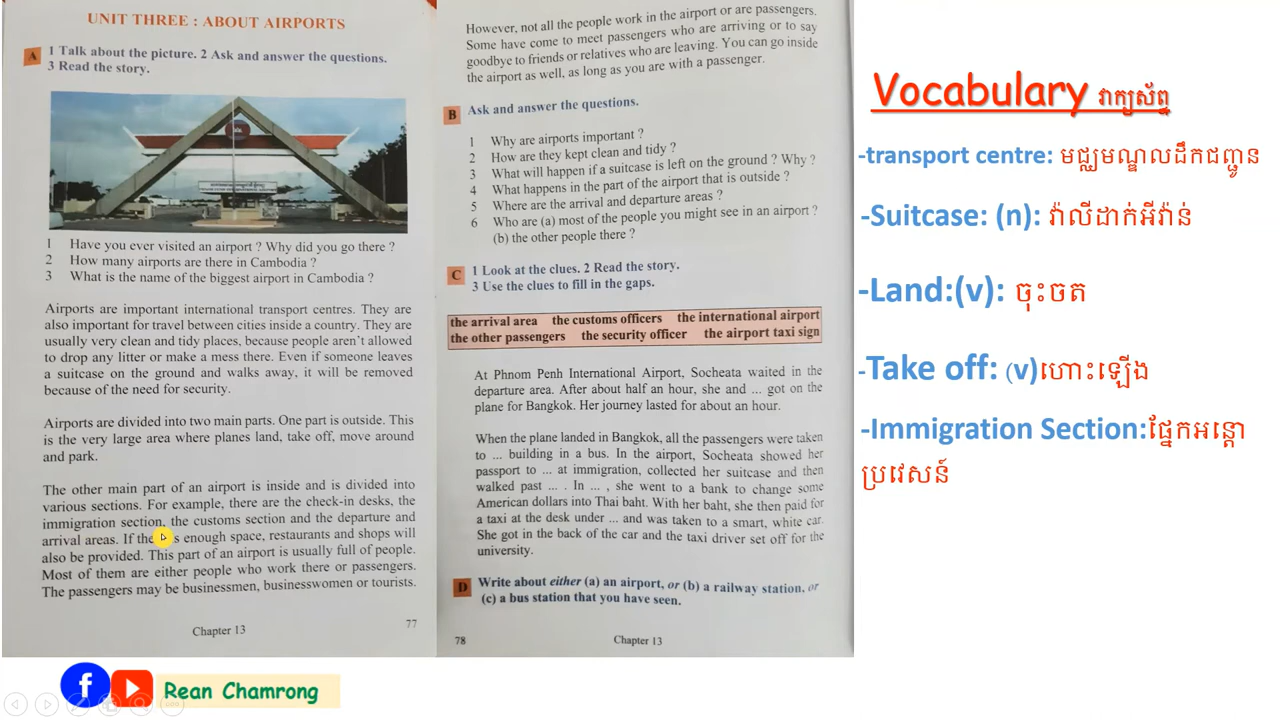 UNIT THREE : ABOUT AIRPORTS
A
1 Talk about the picture. 2 Ask and answer the questions.
3 Read the story.
1 Have you ever visited an airport ? Why did you go there ?
2 How many airports are there in Cambodia ?
3 What is the name of the biggest airport in Cambodia ?
Airports are important international transport centres. They are
also important for travel between cities inside a country. They are
usually very clean and tidy places, because people aren't allowed
to drop any litter or make a mess there. Even if someone leaves
a suitcase on the ground and walks away, it will be removed
because of the need for security.
Airports are divided into two main parts. One part is outside. This
is the very large area where planes land, take off, move around
and park.
The other main part of an airport is inside and is divided into
various sections. For example, there are the check-in desks, the
immigration section, the customs section and the departure and
arrival areas. If the s enough space, restaurants and shops will
also be provided. This part of an airport is usually full of people.
Most of them are either people who work there or passengers.
The passengers may be businessmen, businesswomen or tourists.
Chapter 13
77
However, not all the people work in the airport or are passengers.
Some have come to meet passengers who are arriving or to say
goodbye to friends or relatives who are leaving. You can go inside
the airport as well, as long as you are with a passenger.
B Ask and answer the questions.
1 Why are airports important ?
2 How are they kept clean and tidy ?
3 What will happen if a suitcase is left on the ground ? Why ?
4 What happens in the part of the airport that is outside ?
5 Where are the arrival and departure areas ?
6 Who are (a) most of the people you might see in an airport ?
(b) the other people there ?
C
1 Look at the clues. 2 Read the story.
3 Use the clues to fill in the gaps.
the arrival area the customs officers the international airport
the other passengers the security officer the airport taxi sign
At Phnom Penh International Airport, Socheata waited in the
departure area. After about half an hour, she and ... got on the
plane for Bangkok. Her journey lasted for about an hour.
When the plane landed in Bangkok, all the passengers were taken
to ... building in a bus. In the airport, Socheata showed her
passport to ... at immigration, collected her suitcase and then
walked past ... . In ... , she went to a bank to change some
American dollars into Thai baht. With her baht, she then paid for
a taxi at the desk under ... and was taken to a smart, white car.
She got in the back of the car and the taxi driver set off for the
university.
D Write about either (a) an airport, or (b) a railway station, or
(c) a bus station that you have seen.
78
Chapter 13
Vocabulary វាក្យស័ព្ទ
-transport centre: មជ្ឈមណ្ឌលដឹកជញ្ជូន
-Suitcase: (n): វ៉ាលីដាក់អីវ៉ាន់
-Land:(v): ចុះចត
-Take off: (v)ហោះឡើង
-Immigration Section:ផ្នែកអន្តោ
ប្រវេសន៍
f Rean Chamrong